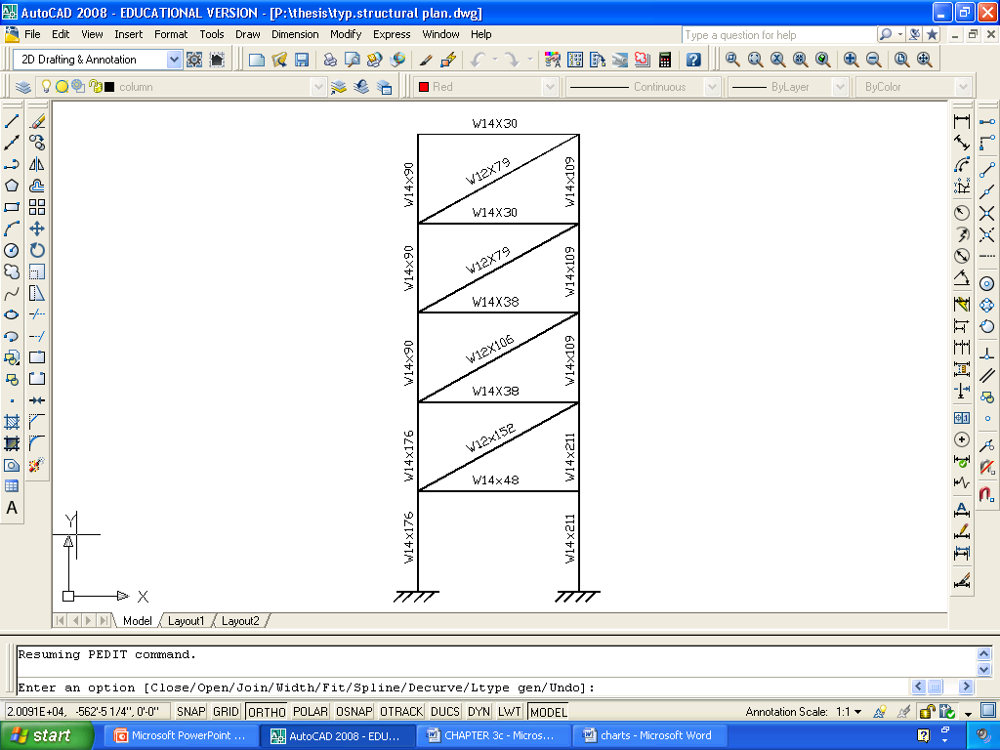 AutoCAD 2008 - EDUCATIONAL VERSION - [P:\thesis\typ.structural plan.dwg]
File Edit View Insert Format Tools Draw Dimension Modify Express Window Help
Type a question for help
2D Drafting & Annotation
column
Red
Continuous
ByLayer
ByColor
W14X30
W12X79
W14x90
W14x109
W14X30
W12X79
W14x90
W14x109
W14X38
W12X106
W14x90
W14x109
W14X38
W12x152
W14x176
W14x211
W14x48
W14x176
W14x211
Y
X
A
Model Layout1 Layout2
Resuming PEDIT command.
Enter an option [Close/Open/Join/Width/Fit/Spline/Decurve/Ltype gen/Undo]:
2.0091E+04, -562'-5 1/4", 0'-0" SNAP GRID ORTHO POLAR OSNAP OTRACK DUCS DYN LWT MODEL Annotation Scale: 1:1
start Microsoft PowerPoint ... AutoCAD 2008 - EDU... CHAPTER 3c - Micros... charts - Microsoft Word